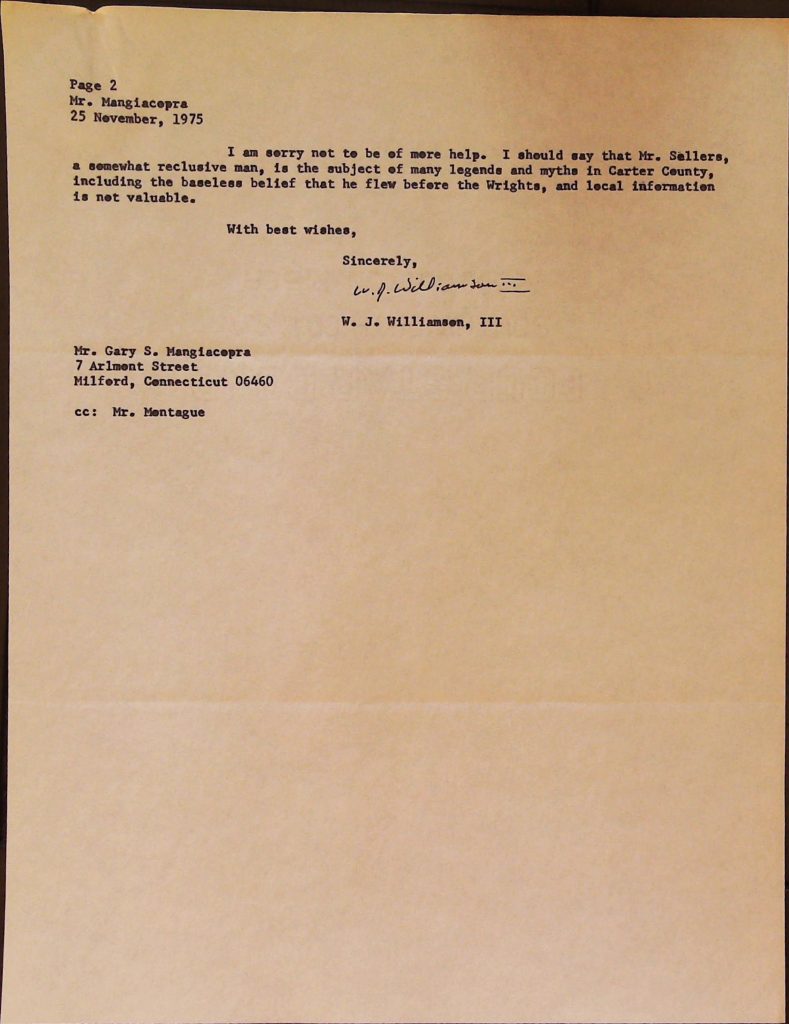 Page 2
Mr. Mangiacopra
25 November, 1975
I am sorry not to be of more help.  I should say that Mr. Sellers,
a somewhat reclusive man, is the subject of many legends and myths in Carter County,
including the baseless belief that he flew before the Wrights, and local information
is not valuable.
With best wishes,
Sincerely,
W. J. Williamson III
W. J. Williamson, III
Mr. Gary S. Mangiacopra
7 Arlmont Street
Milford, Connecticut 06460
cc:  Mr. Montague